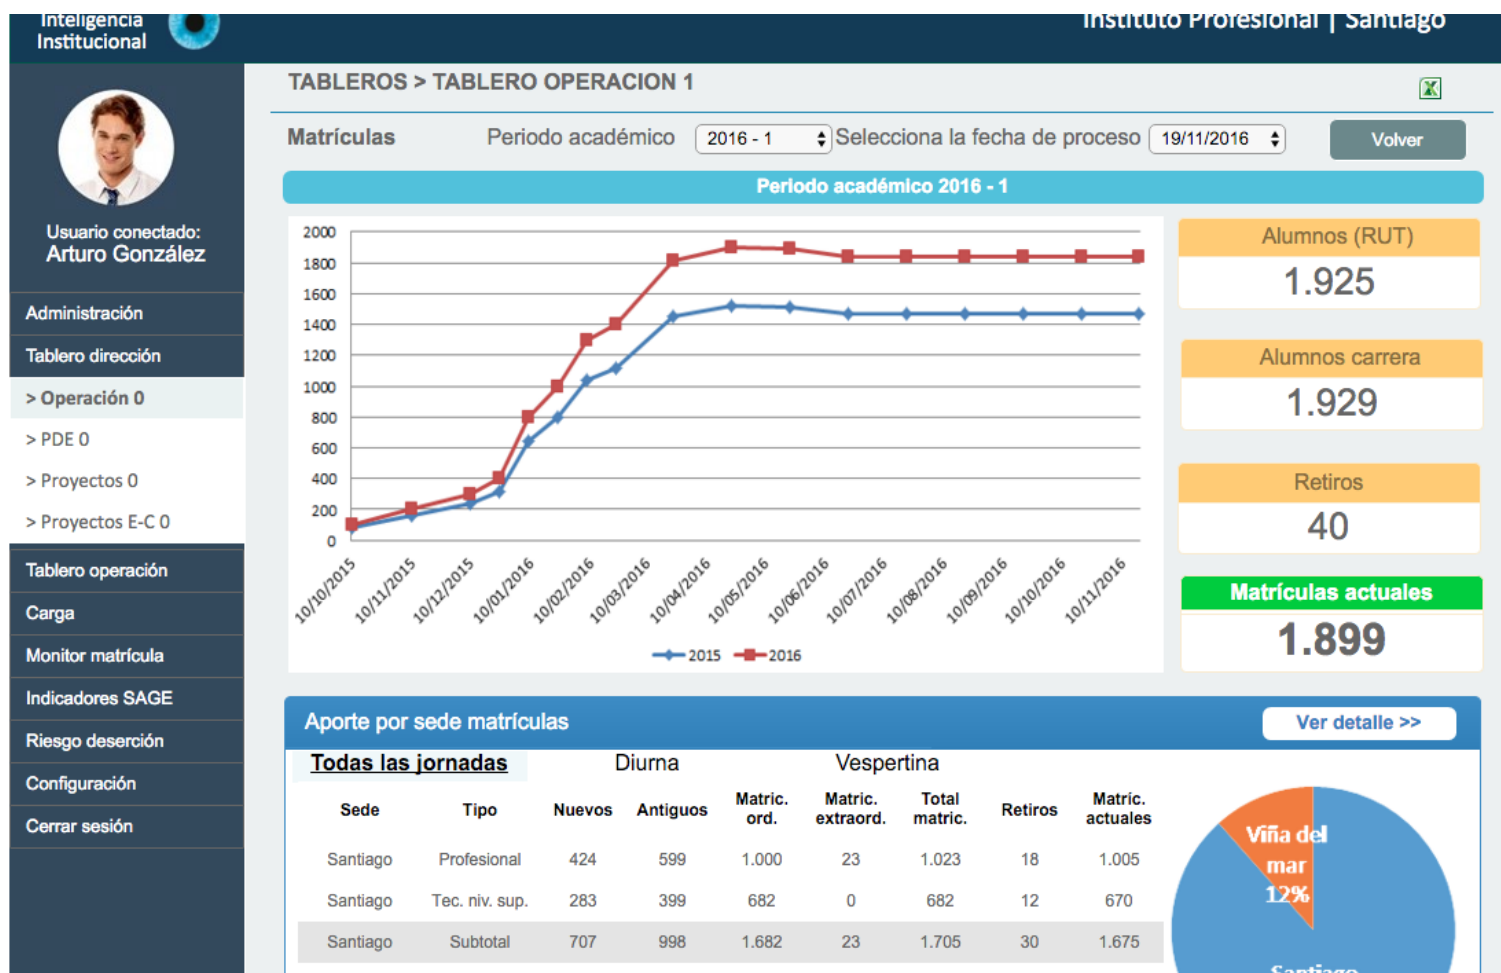 Inteligencia
Institucional
Instituto Profesional | Santiago
TABLEROS > TABLERO OPERACION 1
Matrículas Periodo académico 2016 - 1 Selecciona la fecha de proceso 19/11/2016 Volver
Periodo académico 2016 - 1
Usuario conectado:
Arturo González
Administración
Tablero dirección
> Operación 0
> PDE 0
> Proyectos 0
> Proyectos E-C 0
Tablero operación
Carga
Monitor matrícula
Indicadores SAGE
Riesgo deserción
Configuración
Cerrar sesión
2000
1800
1600
1400
1200
1000
800
600
400
200
0
10/10/2015 10/11/2015 10/12/2015 10/01/2016 10/02/2016 10/03/2016 10/04/2016 10/05/2016 10/06/2016 10/07/2016 10/08/2016 10/09/2016 10/10/2016 10/11/2016
2015 2016
Alumnos (RUT)
1.925
Alumnos carrera
1.929
Retiros
40
Matrículas actuales
1.899
Aporte por sede matrículas Ver detalle >>
Todas las jornadas Diurna Vespertina
Sede Tipo Nuevos Antiguos Matric. ord. Matric. extraord. Total matric. Retiros Matric. actuales
Santiago Profesional 424 599 1.000 23 1.023 18 1.005
Santiago Tec. niv. sup. 283 399 682 0 682 12 670
Santiago Subtotal 707 998 1.682 23 1.705 30 1.675
Viña del
mar
12%
Santiago